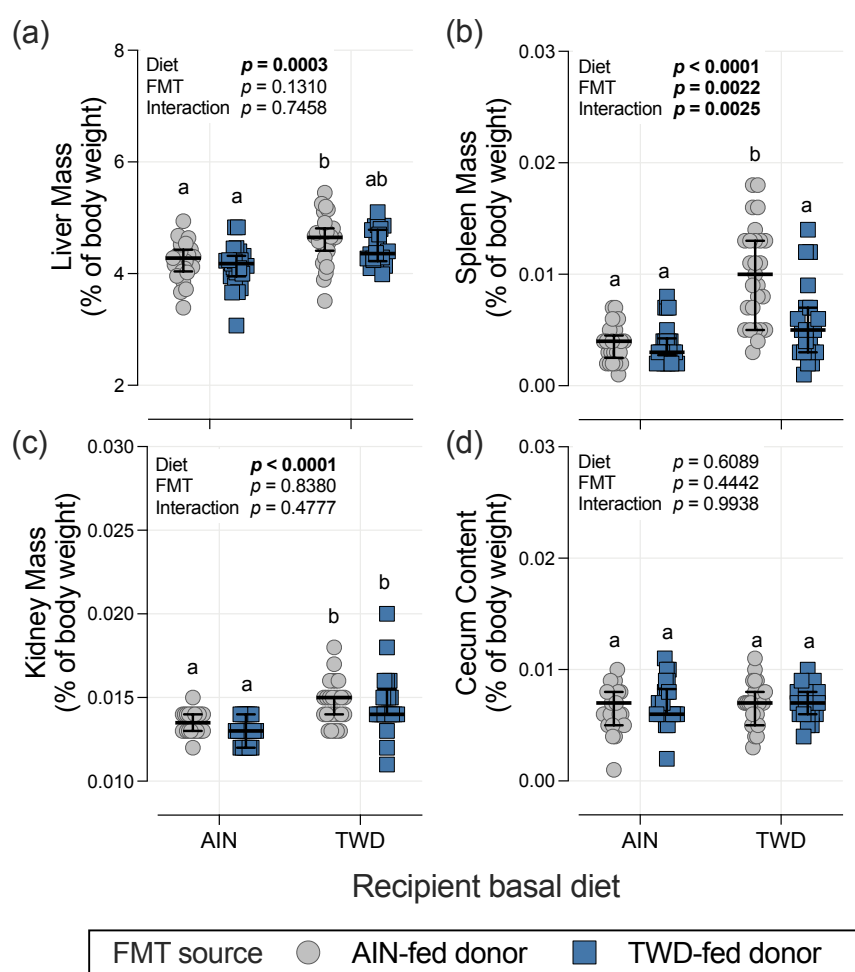 (a)
Liver Mass
(% of body weight)
8
6
4
2
Diet p = 0.0003
FMT p = 0.1310
Interaction p = 0.7458
a
a
b
ab
(b)
Spleen Mass
(% of body weight)
0.03
0.02
0.01
0.00
Diet p < 0.0001
FMT p = 0.0022
Interaction p = 0.0025
a
a
b
a
(c)
Kidney Mass
(% of body weight)
0.030
0.025
0.020
0.015
0.010
Diet p < 0.0001
FMT p = 0.8380
Interaction p = 0.4777
a
a
b
b
AIN
TWD
(d)
Cecum Content
(% of body weight)
0.03
0.02
0.01
0.00
Diet p = 0.6089
FMT p = 0.4442
Interaction p = 0.9938
a
a
a
a
AIN
TWD
Recipient basal diet
FMT source AIN-fed donor TWD-fed donor